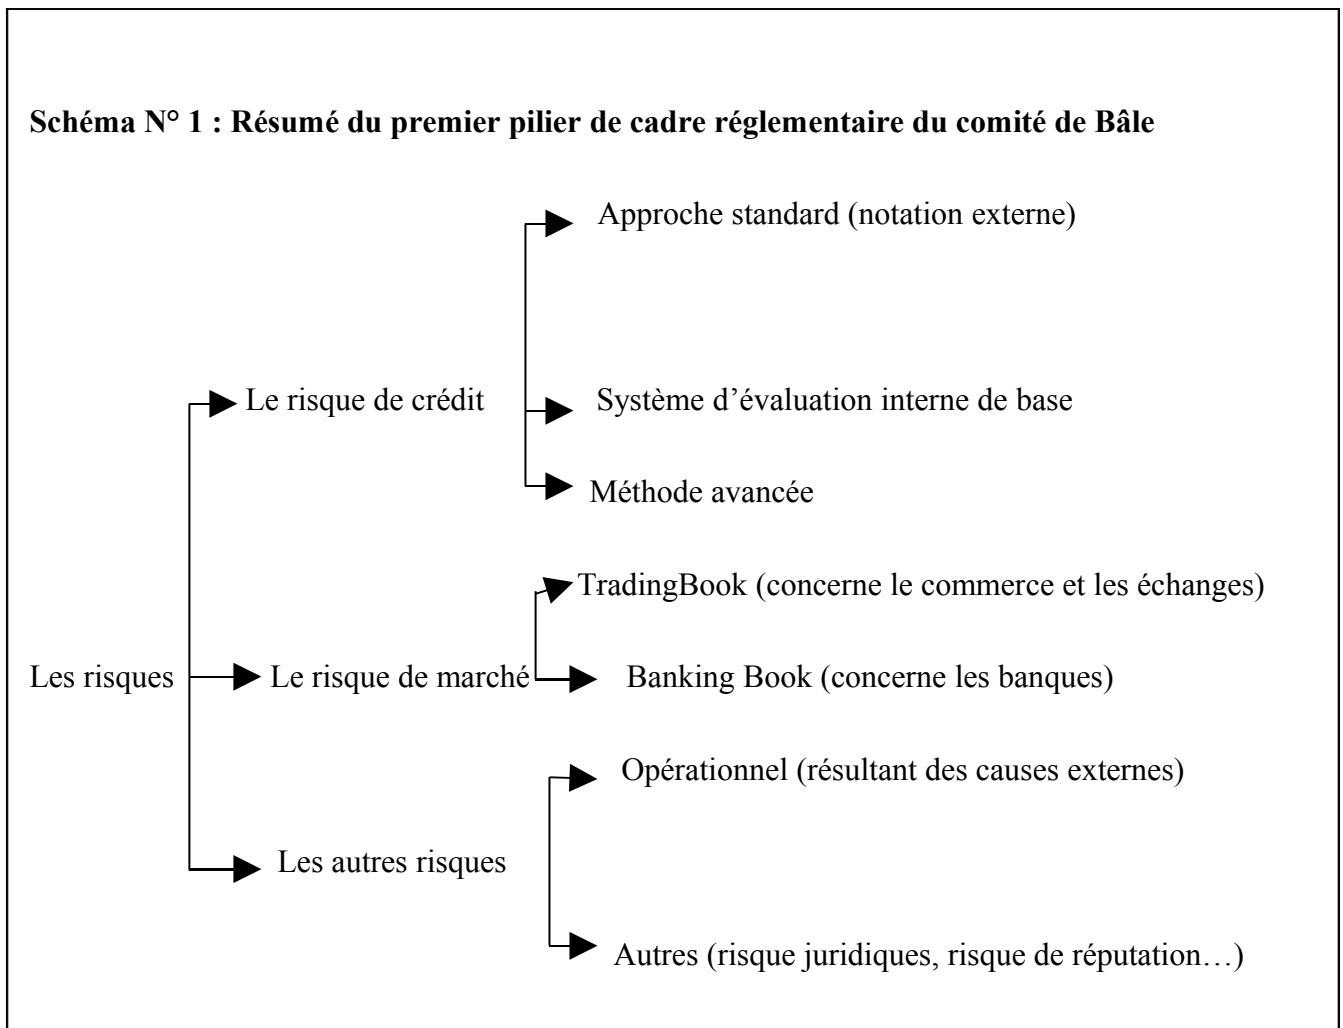 Schéma N° 1 : Résumé du premier pilier de cadre réglementaire du comité de Bâle
Approche standard (notation externe)
Le risque de crédit
Système d’évaluation interne de base
Méthode avancée
TradingBook (concerne le commerce et les échanges)
Les risques
Le risque de marché
Banking Book (concerne les banques)
Opérationnel (résultant des causes externes)
Les autres risques
Autres (risque juridiques, risque de réputation…)